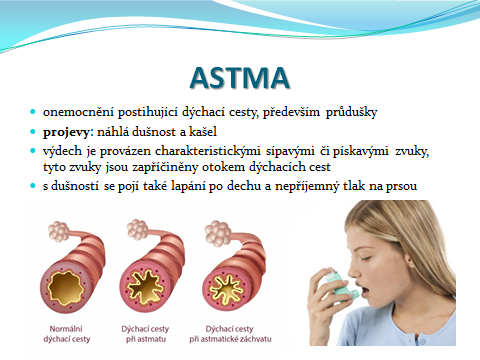 ASTMA
onemocnění postihující dýchací cesty, především průdušky
projevy: náhlá dušnost a kašel
výdech je provázen charakteristickými sípavými či pískavými zvuky,
tyto zvuky jsou zapříčiněny otokem dýchacích cest
s dušností se pojí také lapání po dechu a nepříjemný tlak na prsou
Normální
dýchací cesty
Dýchací cesty
při astmatu
Dýchací cesty
při astmatické záchvatu